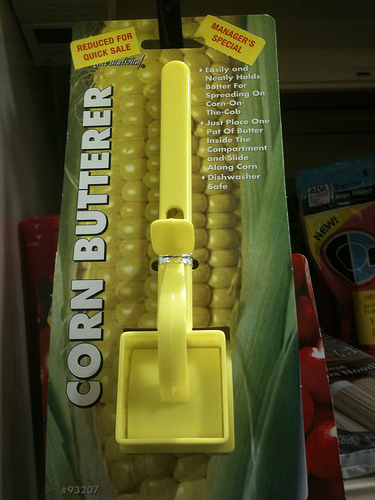 REDUCED FOR
QUICK SALE
MANAGER'S
SPECIAL
CORN BUTTERER
♦ Easily and
Neatly Holds
Butter For
Spreading On
Corn-On-
The-Cob
♦ Just Place One
Pat Of Butter
Inside The
Compartment
and Slide
Along Corn
♦ Dishwasher
Safe
#93207
ADA
NEW!